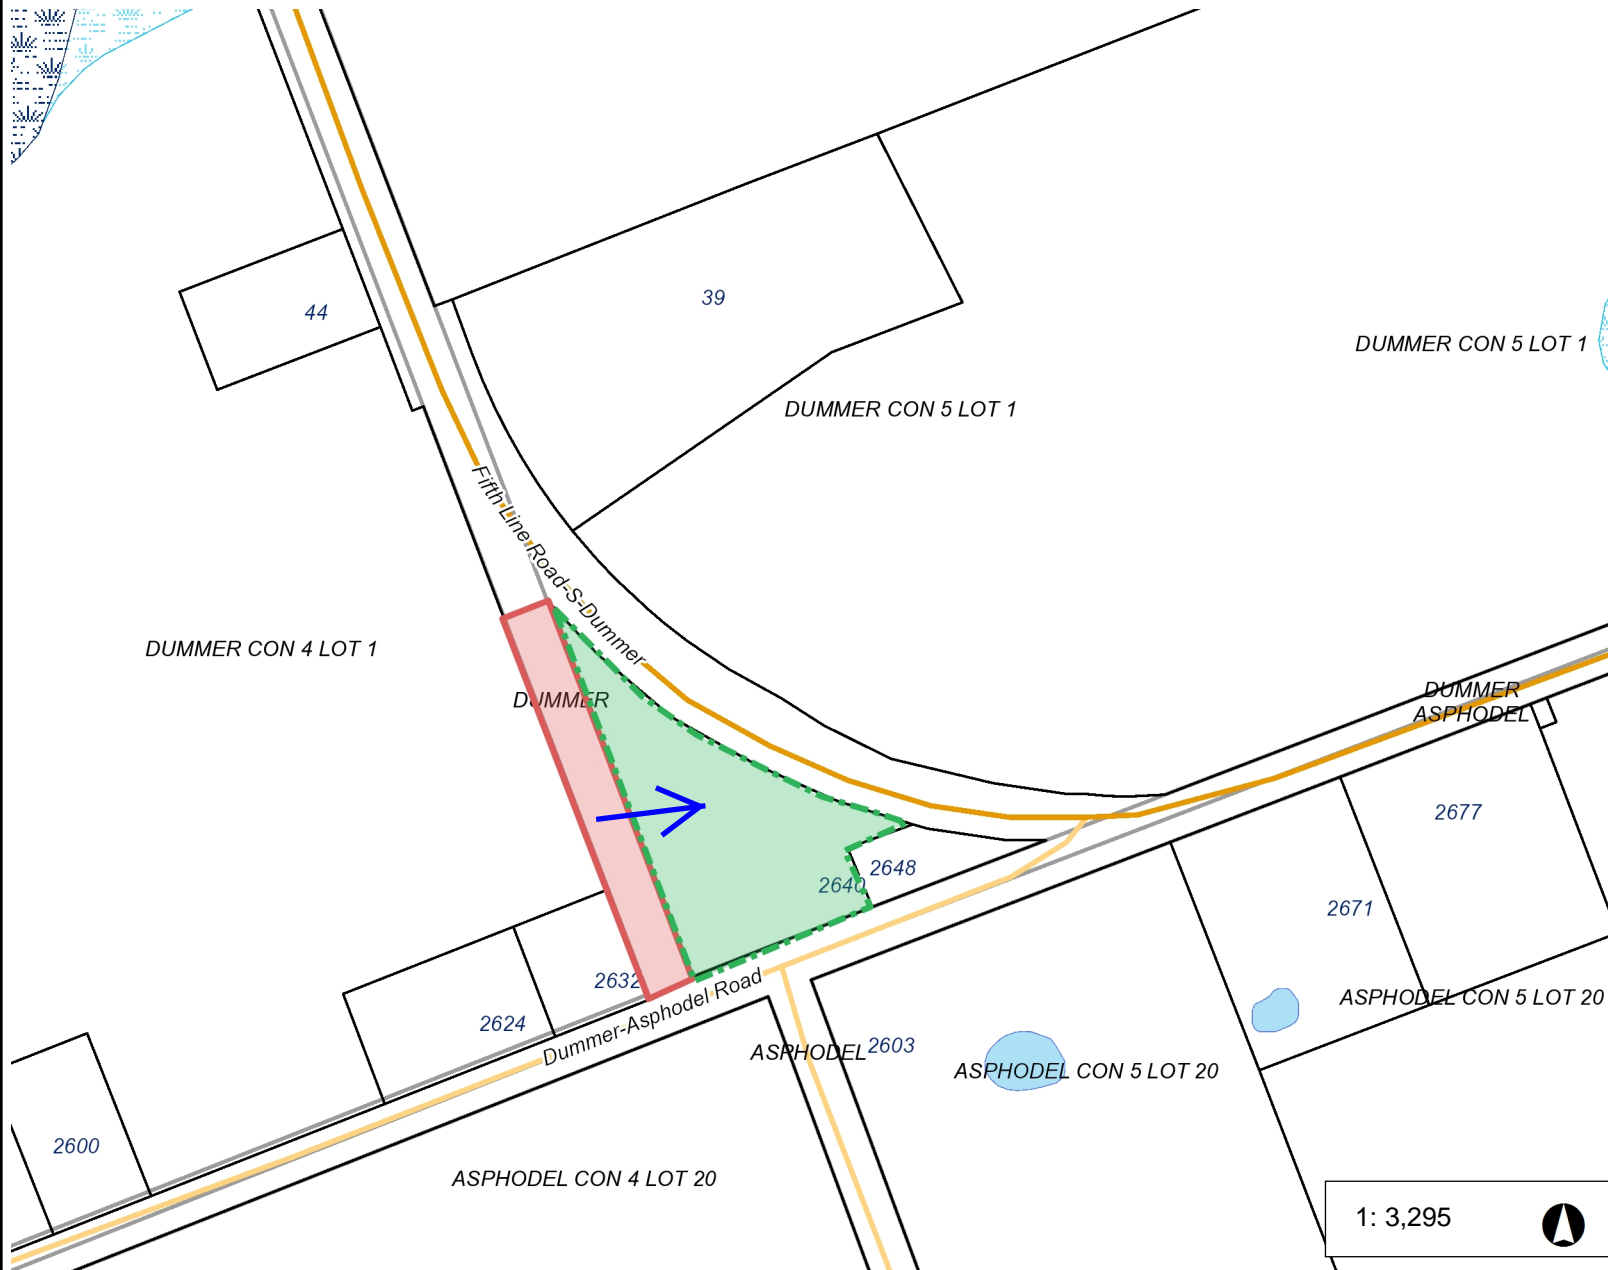 39
44
DUMMER CON 5 LOT 1
DUMMER CON 5 LOT 1
Fifth-Line-Road-S-Dummer
DUMMER CON 4 LOT 1
DUMMER
DUMMER
ASPHODEL
2677
2648
2640
2671
2632
Dummer-Asphodel Road
ASPHODEL CON 5 LOT 20
2624
2603
ASPHODEL
ASPHODEL CON 5 LOT 20
2600
ASPHODEL CON 4 LOT 20
1: 3,295